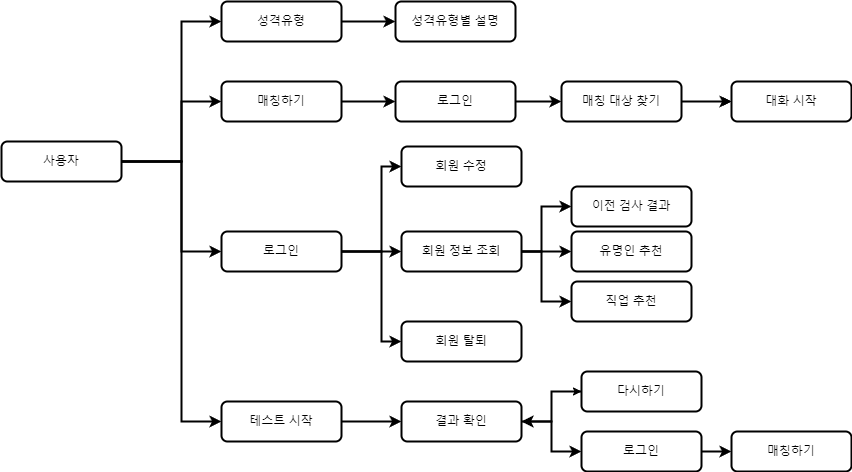 성격유형
성격유형별 설명
매칭하기
로그인
매칭 대상 찾기
대화 시작
사용자
회원 수정
이전 검사 결과
로그인
회원 정보 조회
유명인 추천
직업 추천
회원 탈퇴
다시하기
테스트 시작
결과 확인
로그인
매칭하기